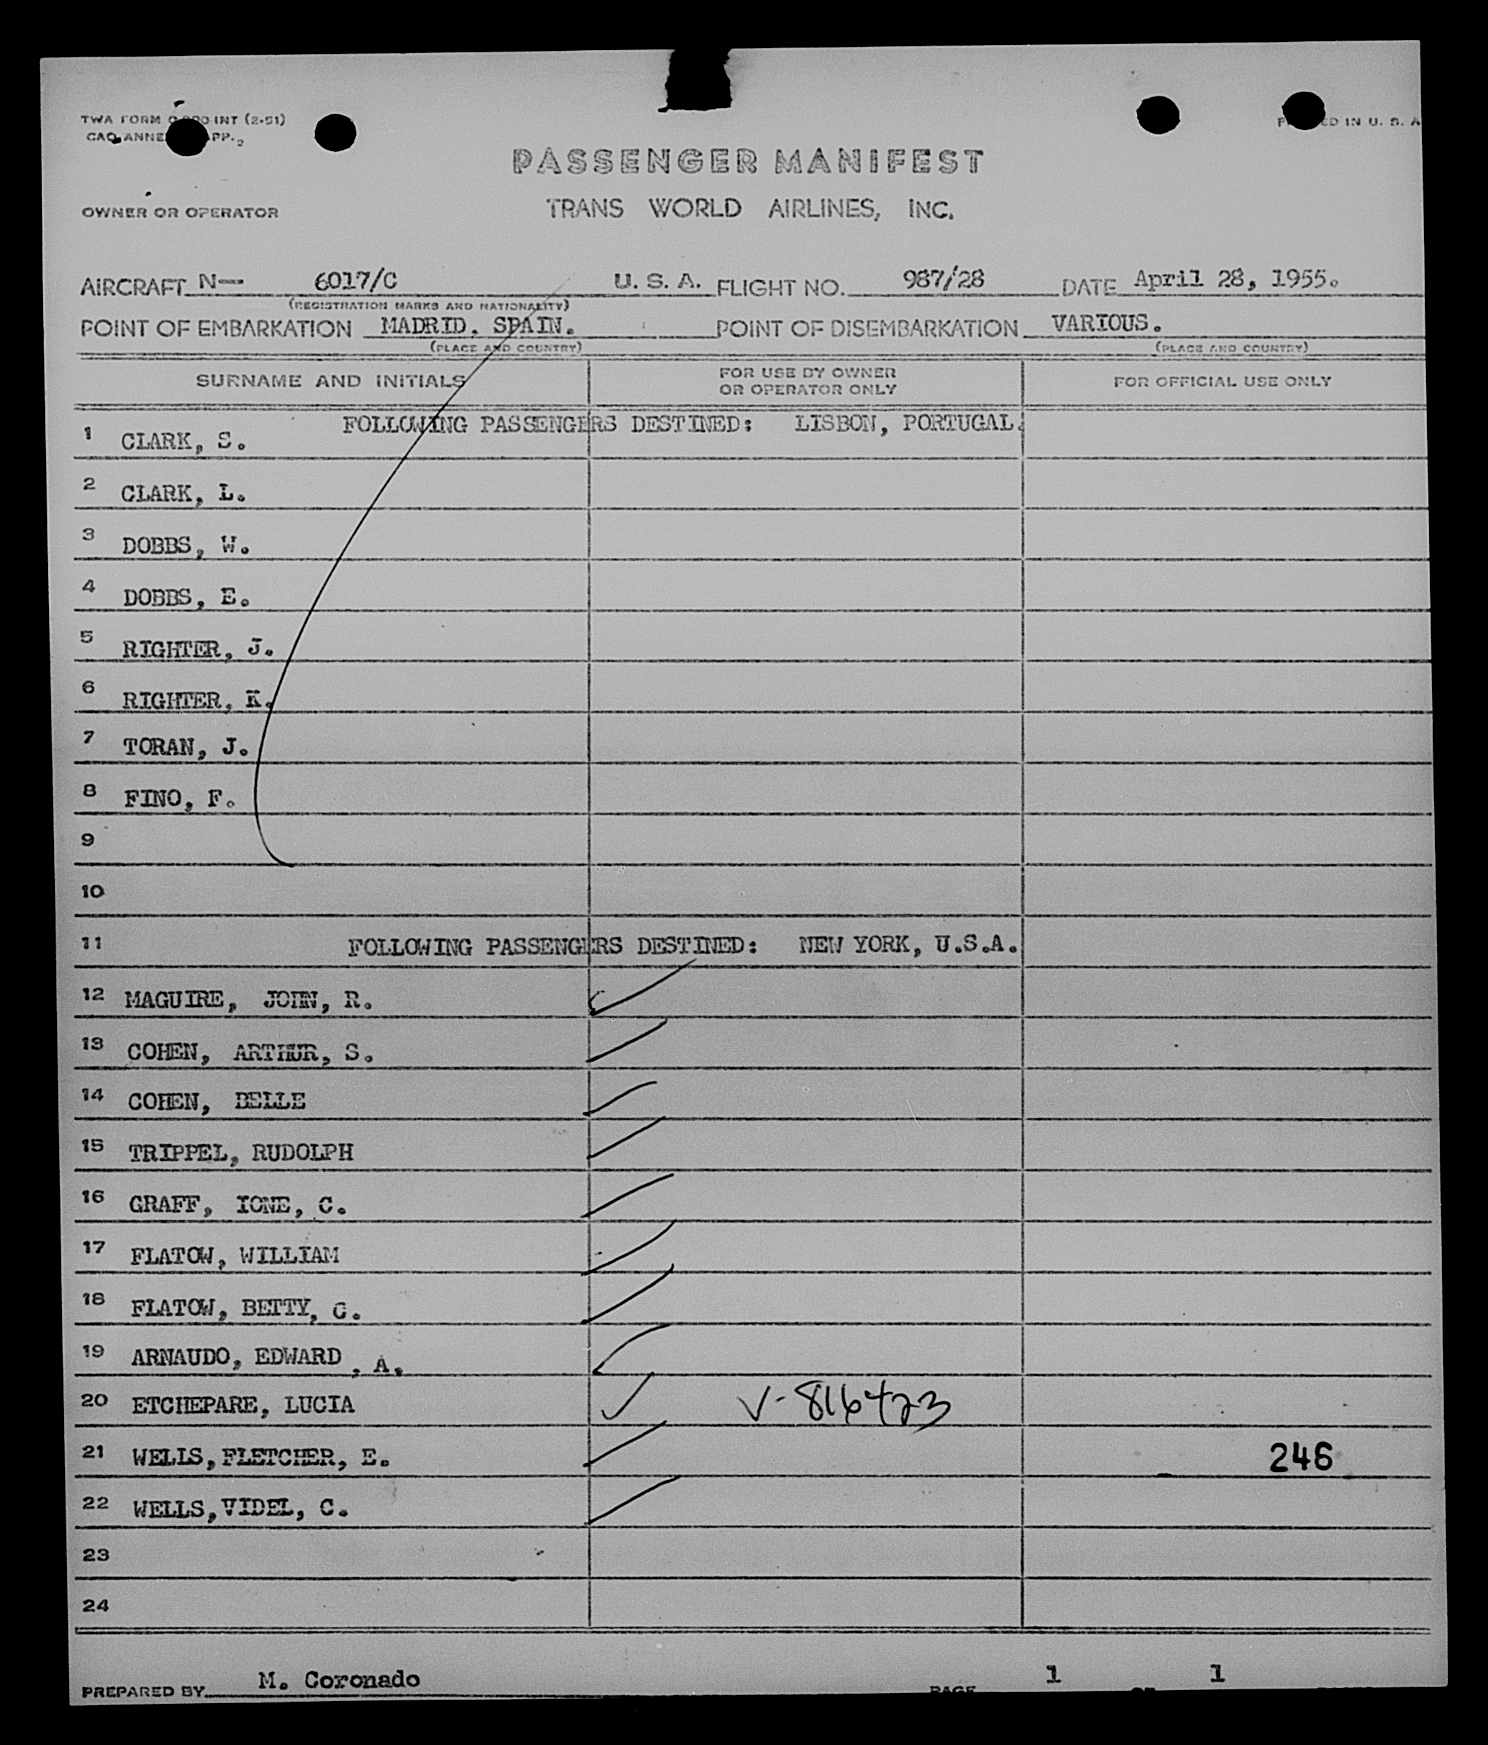 TWA FORM INT (2-51)
PRINTED IN U. S. A
PASSENGER MANIFEST
OWNER OR OPERATOR TRANS WORLD AIRLINES, INC.
AIRCRAFT N-- 6017/C U. S. A. FLIGHT NO. 987/28 DATE April 28, 1955.
(REGISTRATION MARKS AND NATIONALITY)
POINT OF EMBARKATION MADRID, SPAIN. POINT OF DISEMBARKATION VARIOUS.
(PLACE AND COUNTRY) (PLACE AND COUNTRY)
SURNAME AND INITIALS FOR USE BY OWNER OR OPERATOR ONLY FOR OFFICIAL USE ONLY
FOLLOWING PASSENGERS DESTINED: LISBON, PORTUGAL.
1 CLARK, S.
2 CLARK, L.
3 DOBBS, W.
4 DOBBS, E.
5 RIGHTER, J.
6 RIGHTER, K.
7 TORAN, J.
8 FINO, F.
9
10
11 FOLLOWING PASSENGERS DESTINED: NEW YORK, U.S.A.
12 MAGUIRE, JOHN, R.
13 COHEN, ARTHUR, S.
14 COHEN, BELLE
15 TRIPPEL, RUDOLPH
16 GRAFF, IONE, C.
17 FLATOW, WILLIAM
18 FLATOW, BETTY, G.
19 ARNAUDO, EDWARD , A.
20 ETCHEPARE, LUCIA V-816423
21 WELLS, FLETCHER, E. 246
22 WELLS, VIDEL, C.
23
24
PREPARED BY M. Coronado PAGE 1 1